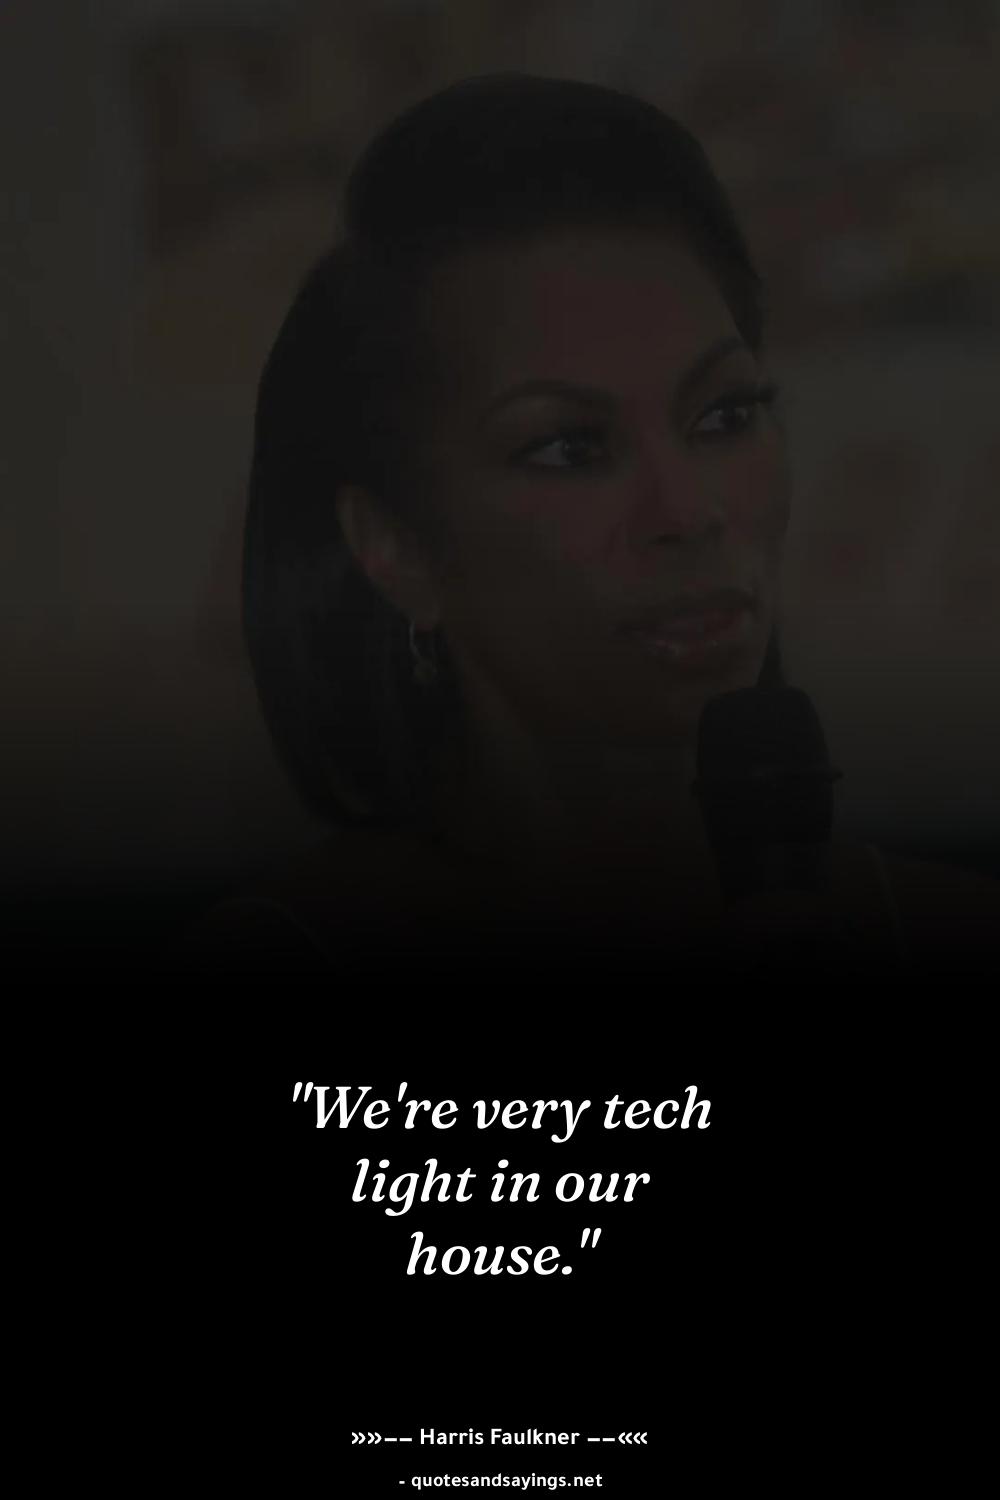 "We're very tech
light in our
house."
»»−− Harris Faulkner −−««
- quotesandsayings.net